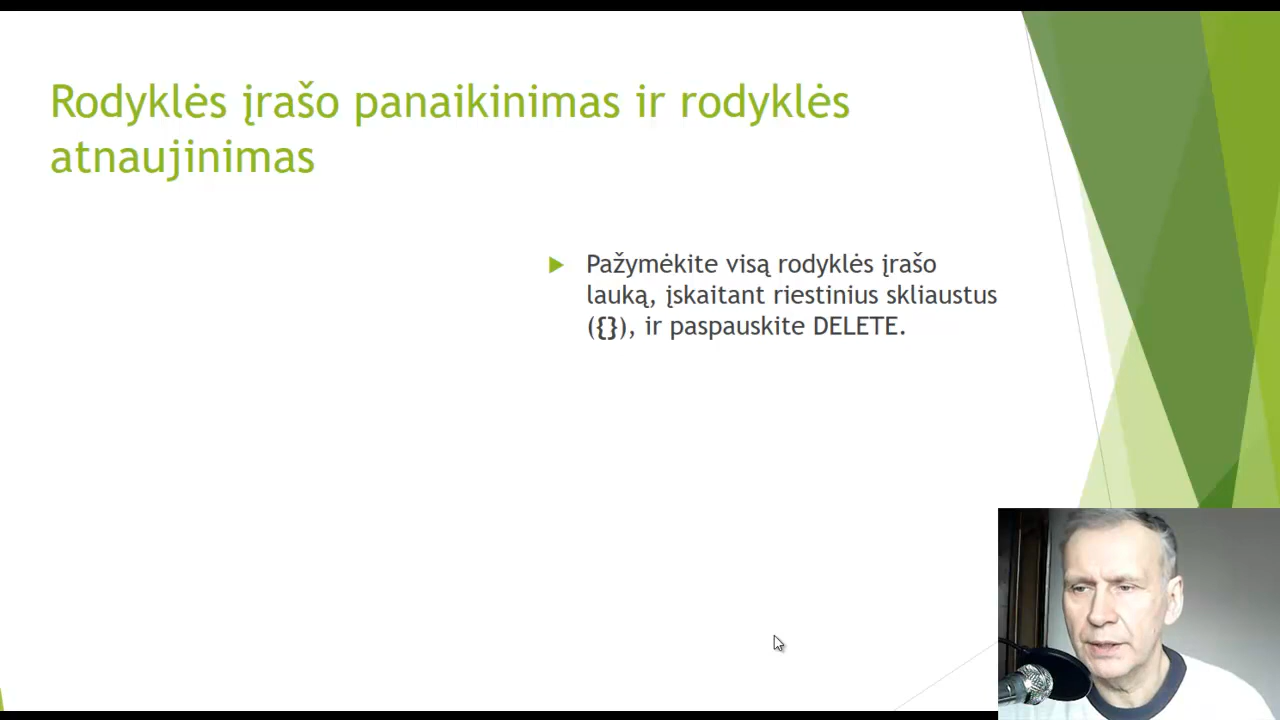 Rodyklės įrašo panaikinimas ir rodyklės
atnaujinimas
Pažymėkite visą rodyklės įrašo
lauką, įskaitant riestinius skliaustus
({}), ir paspauskite DELETE.